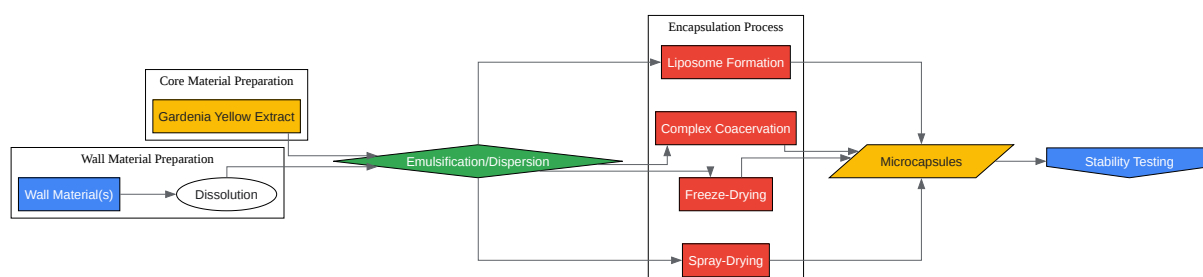 Core Material Preparation
Gardenia Yellow Extract
Wall Material Preparation
Wall Material(s)
Dissolution
Emulsification/Dispersion
Encapsulation Process
Liposome Formation
Complex Coacervation
Freeze-Drying
Spray-Drying
Microcapsules
Stability Testing